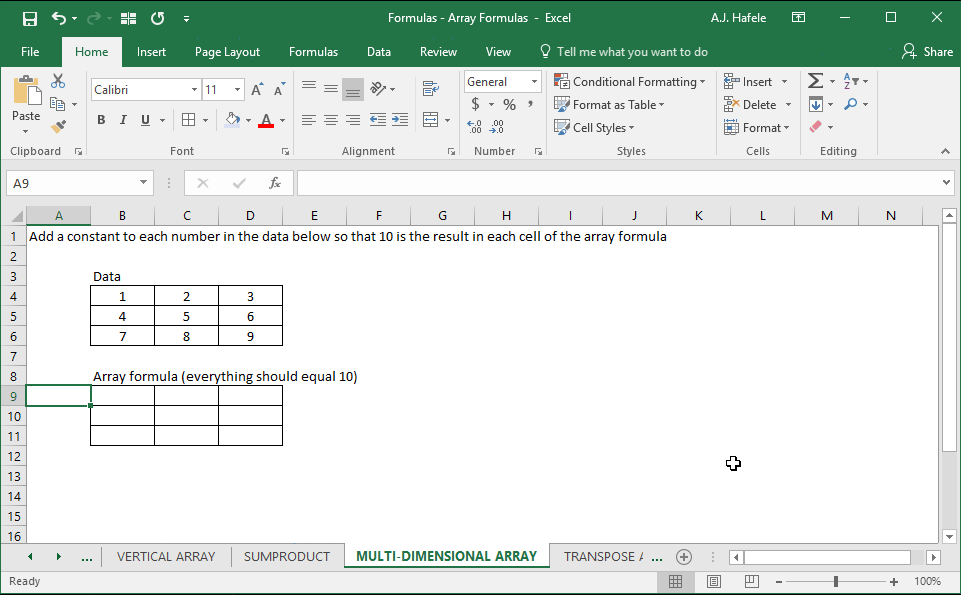 Formulas - Array Formulas - Excel
A.J. Hafele
File Home Insert Page Layout Formulas Data Review View Tell me what you want to do Share
Calibri 11 General Conditional Formatting Insert
Paste $ % , Format as Table Delete
B I U A Cell Styles Format
Clipboard Font Alignment Number Styles Cells Editing
A9 fx
A B C D E F G H I J K L M N
1 Add a constant to each number in the data below so that 10 is the result in each cell of the array formula
2
3 Data
4 1 2 3
5 4 5 6
6 7 8 9
7
8 Array formula (everything should equal 10)
9
10
11
12
13
14
15
16
... VERTICAL ARRAY SUMPRODUCT MULTI-DIMENSIONAL ARRAY TRANSPOSE A ...
Ready 100%